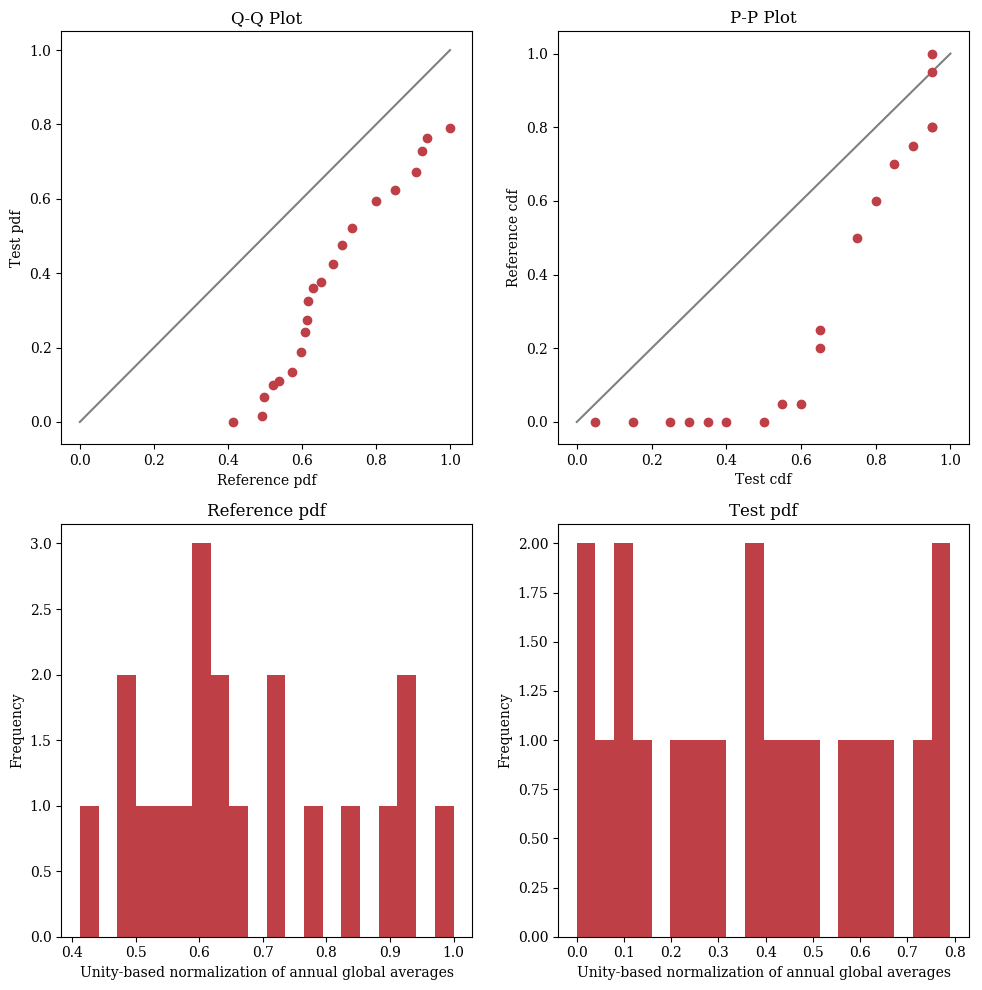 Q-Q Plot
1.0
0.8
0.6
0.4
0.2
0.0
Test pdf
0.0 0.2 0.4 0.6 0.8 1.0
Reference pdf
P-P Plot
1.0
0.8
0.6
0.4
0.2
0.0
Reference cdf
0.0 0.2 0.4 0.6 0.8 1.0
Test cdf
Reference pdf
3.0
2.5
2.0
1.5
1.0
0.5
0.0
Frequency
0.4 0.5 0.6 0.7 0.8 0.9 1.0
Unity-based normalization of annual global averages
Test pdf
2.00
1.75
1.50
1.25
1.00
0.75
0.50
0.25
0.00
Frequency
0.0 0.1 0.2 0.3 0.4 0.5 0.6 0.7 0.8
Unity-based normalization of annual global averages